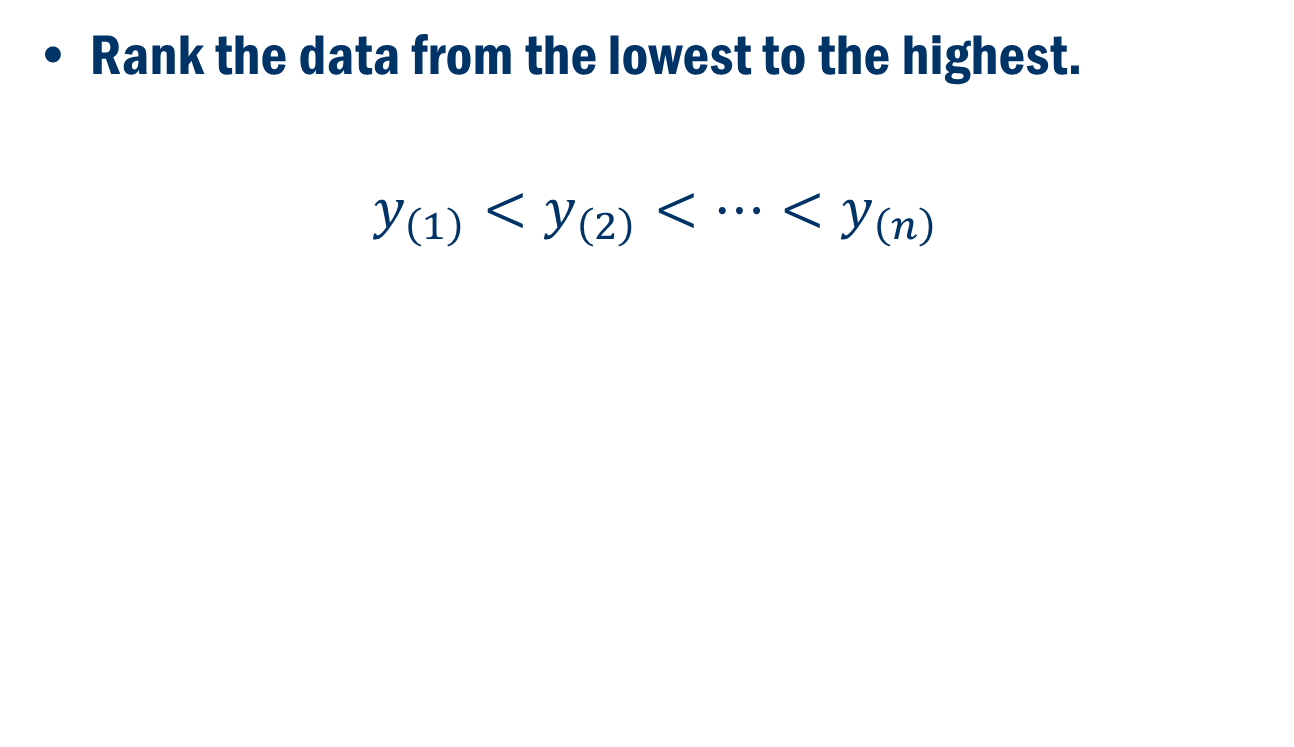 • Rank the data from the lowest to the highest.
y₍₁₎ < y₍₂₎ < ⋯ < y₍ₙ₎